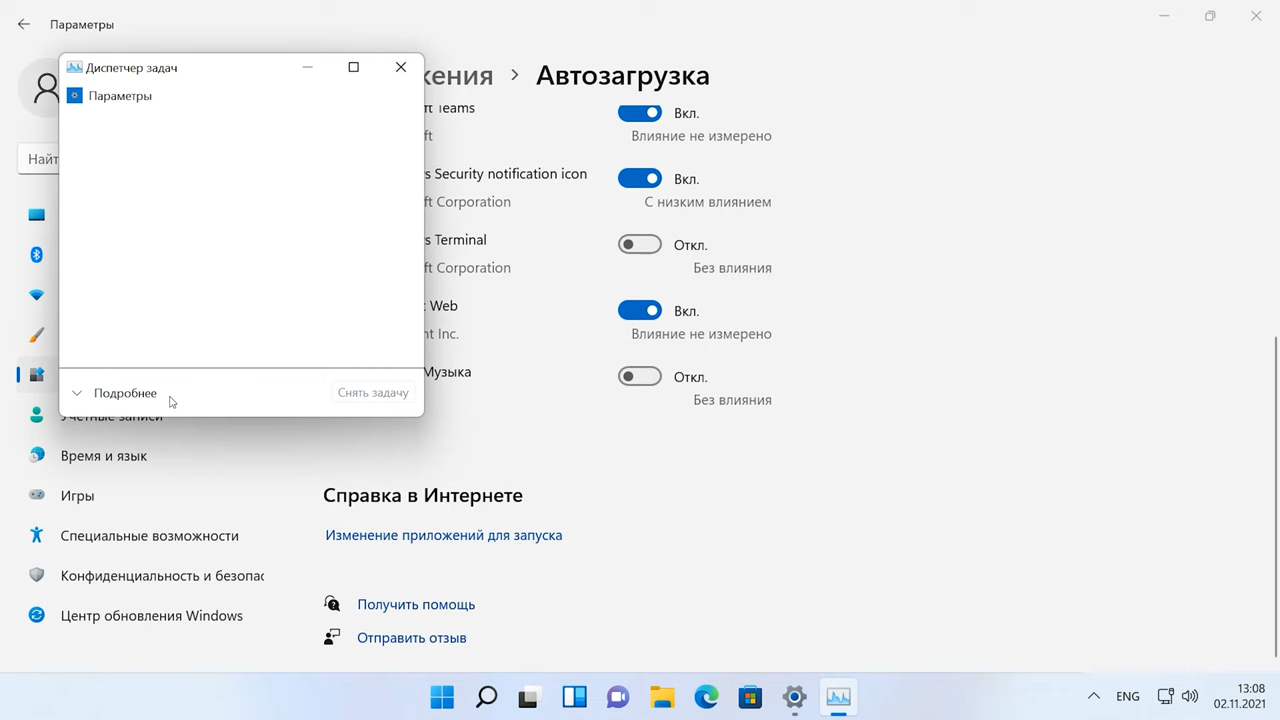 Параметры
Диспетчер задач
Параметры
Подробнее
Снять задачу
жения > Автозагрузка
Найт
Teams
Вкл.
ft
Влияние не измерено
s Security notification icon
Вкл.
ft Corporation
С низким влиянием
s Terminal
Откл.
ft Corporation
Без влияния
Web
Вкл.
nt Inc.
Влияние не измерено
Музыка
Откл.
Без влияния
Учетные записи
Время и язык
Игры
Специальные возможности
Конфиденциальность и безопас
Центр обновления Windows
Справка в Интернете
Изменение приложений для запуска
Получить помощь
Отправить отзыв
ENG
13:08
02.11.2021